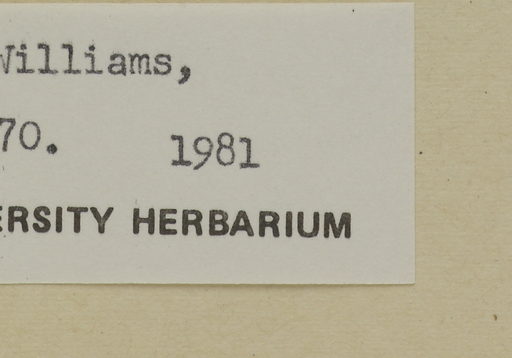 Williams,
70. 1981
ERSITY HERBARIUM